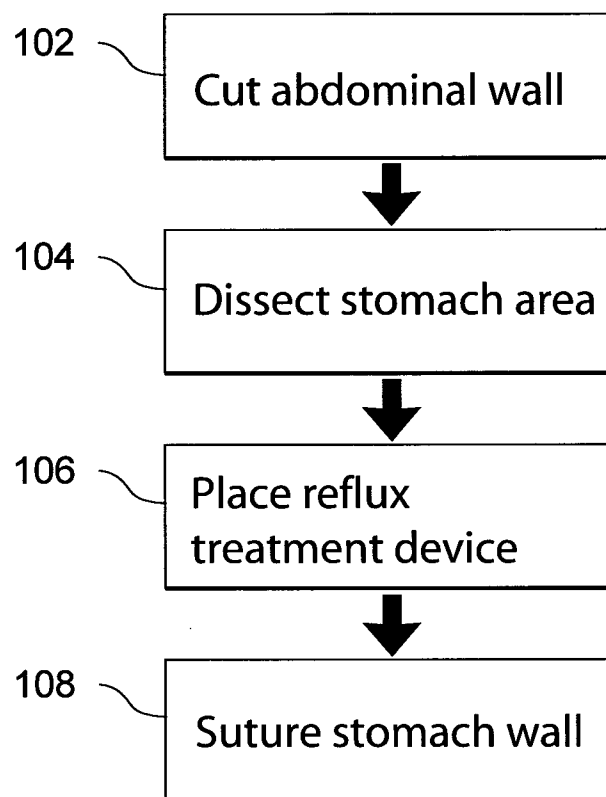 102
Cut abdominal wall
104
Dissect stomach area
106
Place reflux
treatment device
108
Suture stomach wall